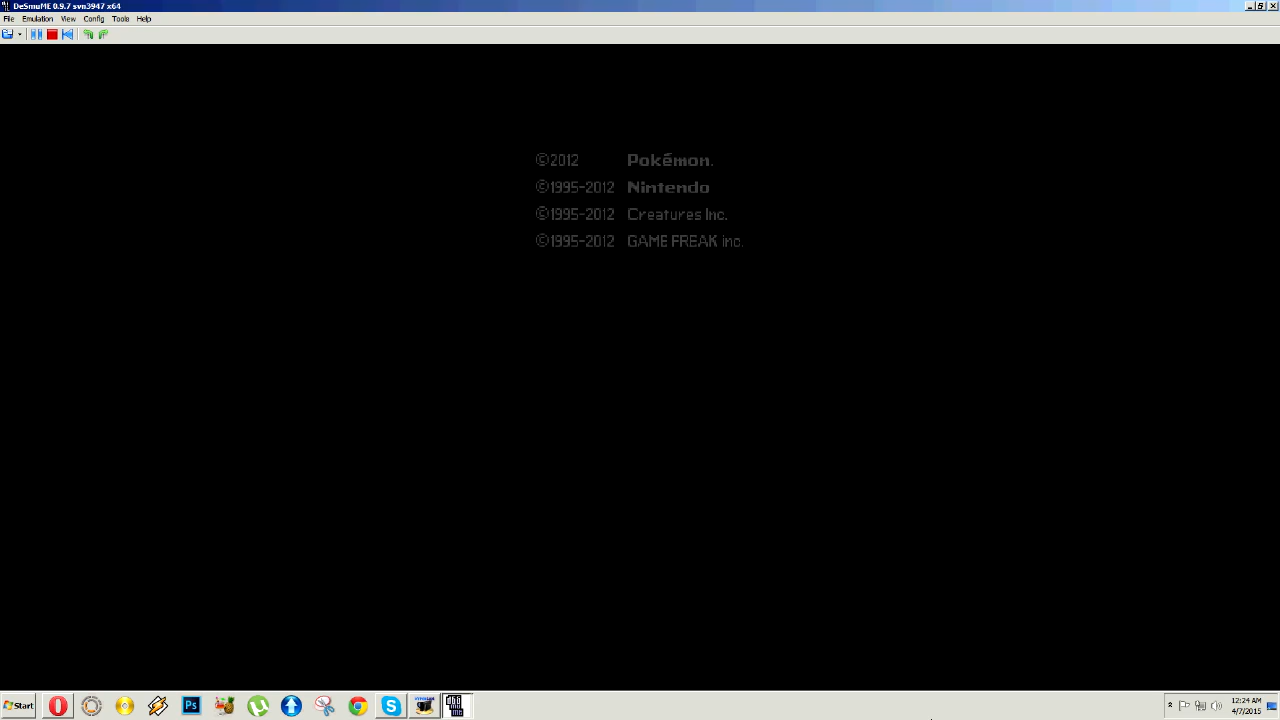 DeSmuME 0.9.7 svn3947 x64
File Emulation View Config Tools Help
©2012 Pokémon.
©1995-2012 Nintendo
©1995-2012 Creatures Inc.
©1995-2012 GAME FREAK inc.
Start Ps S 12:24 AM
4/7/2015